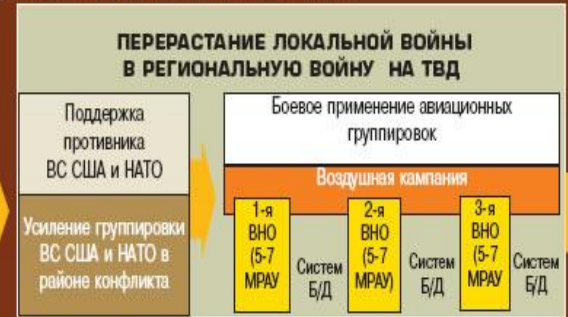 ПЕРЕРАСТАНИЕ ЛОКАЛЬНОЙ ВОЙНЫ
В РЕГИОНАЛЬНУЮ ВОЙНУ НА ТВД
Поддержка
противника
ВС США и НАТО
Усиление группировки
ВС США и НАТО в
районе конфликта
Боевое применение авиационных
группировок
Воздушная кампания
1-я
ВНО
(5-7
МРАУ
Систем
Б/Д
2-я
ВНО
(5-7
МРАУ)
Систем
Б/Д
3-я
ВНО
(5-7
МРАУ
Систем
Б/Д